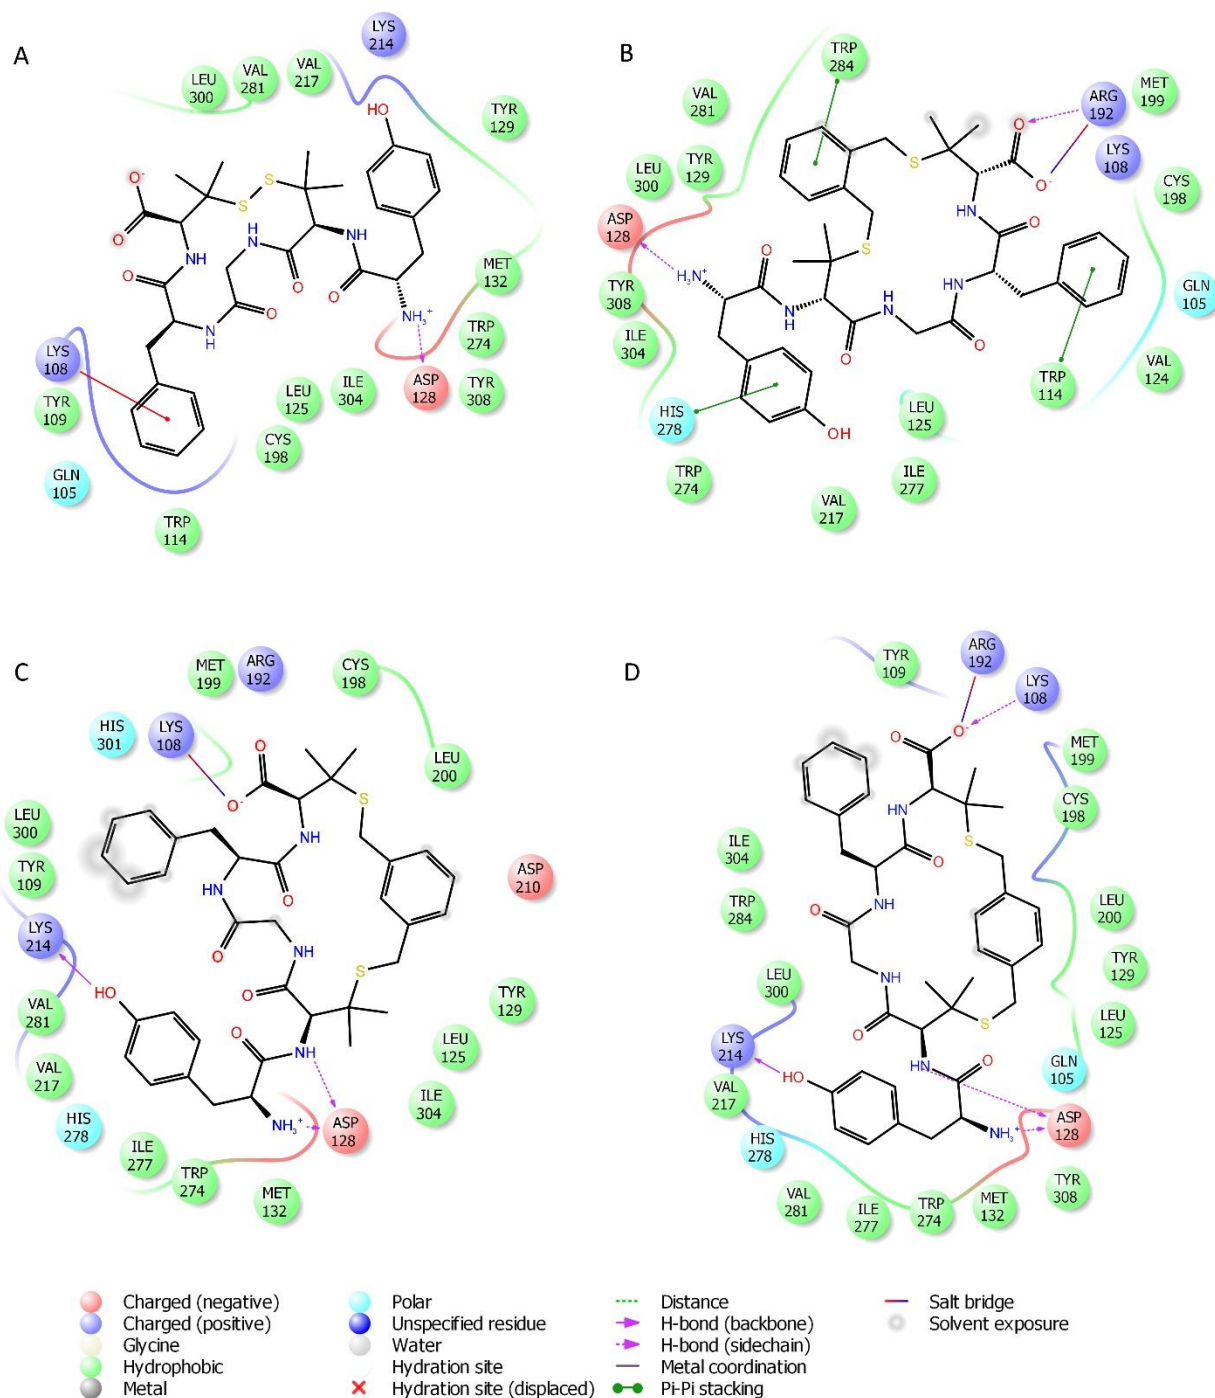 A
LYS
214
LEU
300
VAL
281
VAL
217
HO
TYR
129
O-
O
S
S
NH
H
N
NH
O
O
O
O
N
H
O
NH3+
MET
132
TRP
274
ASP
128
TYR
308
LEU
125
ILE
304
CYS
198
LYS
108
TYR
109
GLN
105
TRP
114
B
TRP
284
VAL
281
LEU
300
TYR
129
ASP
128
TYR
308
ILE
304
HIS
278
TRP
274
VAL
217
ILE
277
LEU
125
TRP
114
VAL
124
GLN
105
CYS
198
LYS
108
ARG
192
MET
199
S
O
O-
NH
O
S
H3N+
O
N
H
O
NH
O
NH
OH
C
MET
199
ARG
192
CYS
198
HIS
301
LYS
108
LEU
200
LEU
300
TYR
109
LYS
214
VAL
281
VAL
217
HIS
278
ILE
277
TRP
274
MET
132
ASP
128
ILE
304
LEU
125
TYR
129
ASP
210
O
O-
S
NH
HN
O
O
NH
O
S
HO
O
NH
NH3+
D
TYR
109
ARG
192
LYS
108
MET
199
CYS
198
ILE
304
TRP
284
LEU
200
TYR
129
LEU
125
LEU
300
LYS
214
VAL
217
HIS
278
GLN
105
ASP
128
VAL
281
ILE
277
TRP
274
MET
132
TYR
308
O
O-
HN
S
O
NH
O
NH
O
S
HO
HN
O
NH3+
Charged (negative)
Charged (positive)
Glycine
Hydrophobic
Metal
Polar
Unspecified residue
Water
Hydration site
Hydration site (displaced)
Distance
H-bond (backbone)
H-bond (sidechain)
Metal coordination
Pi-Pi stacking
Salt bridge
Solvent exposure